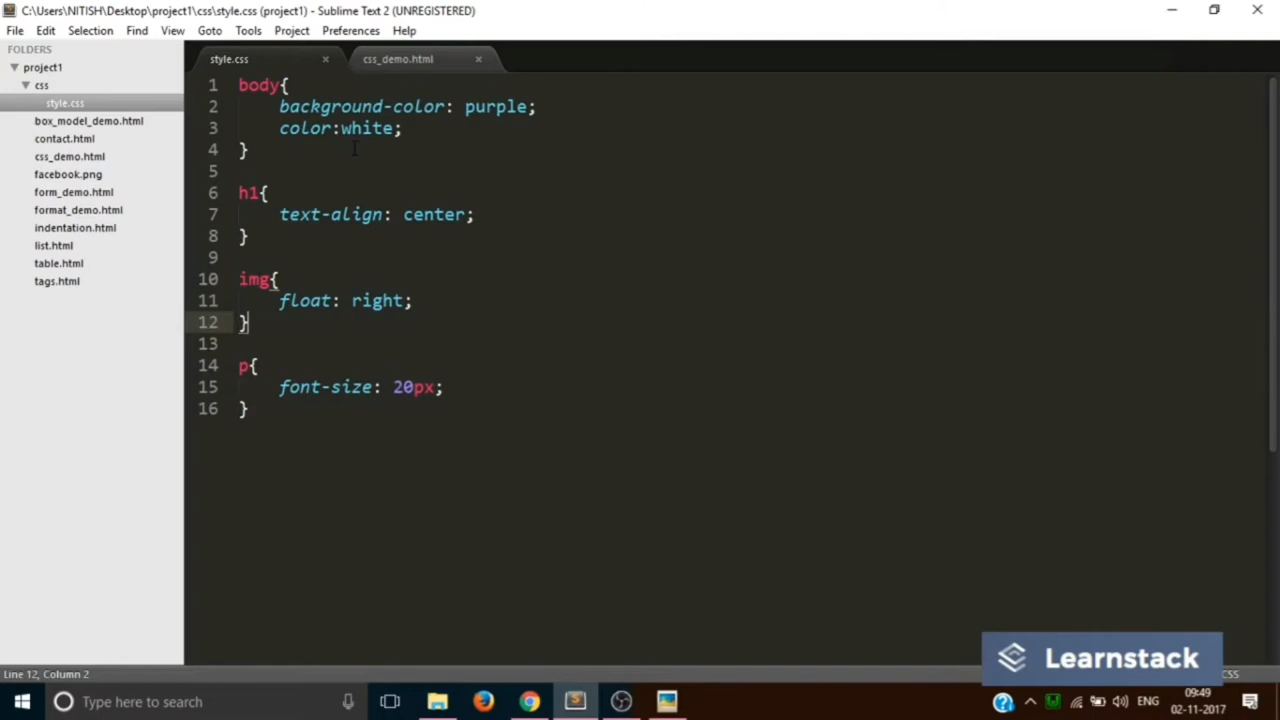 C:\Users\NITISH\Desktop\project1\css\style.css (project1) - Sublime Text 2 (UNREGISTERED)
File Edit Selection Find View Goto Tools Project Preferences Help
FOLDERS
project1
css
style.css
box_model_demo.html
contact.html
css_demo.html
facebook.png
form_demo.html
format_demo.html
indentation.html
list.html
table.html
tags.html
style.css css_demo.html
1 body{
2 background-color: purple;
3 color:white;
4 }
5
6 h1{
7 text-align: center;
8 }
9
10 img{
11 float: right;
12 }
13
14 p{
15 font-size: 20px;
16 }
Learnstack
Line 12, Column 2
CSS
Type here to search
ENG
09:49
02-11-2017